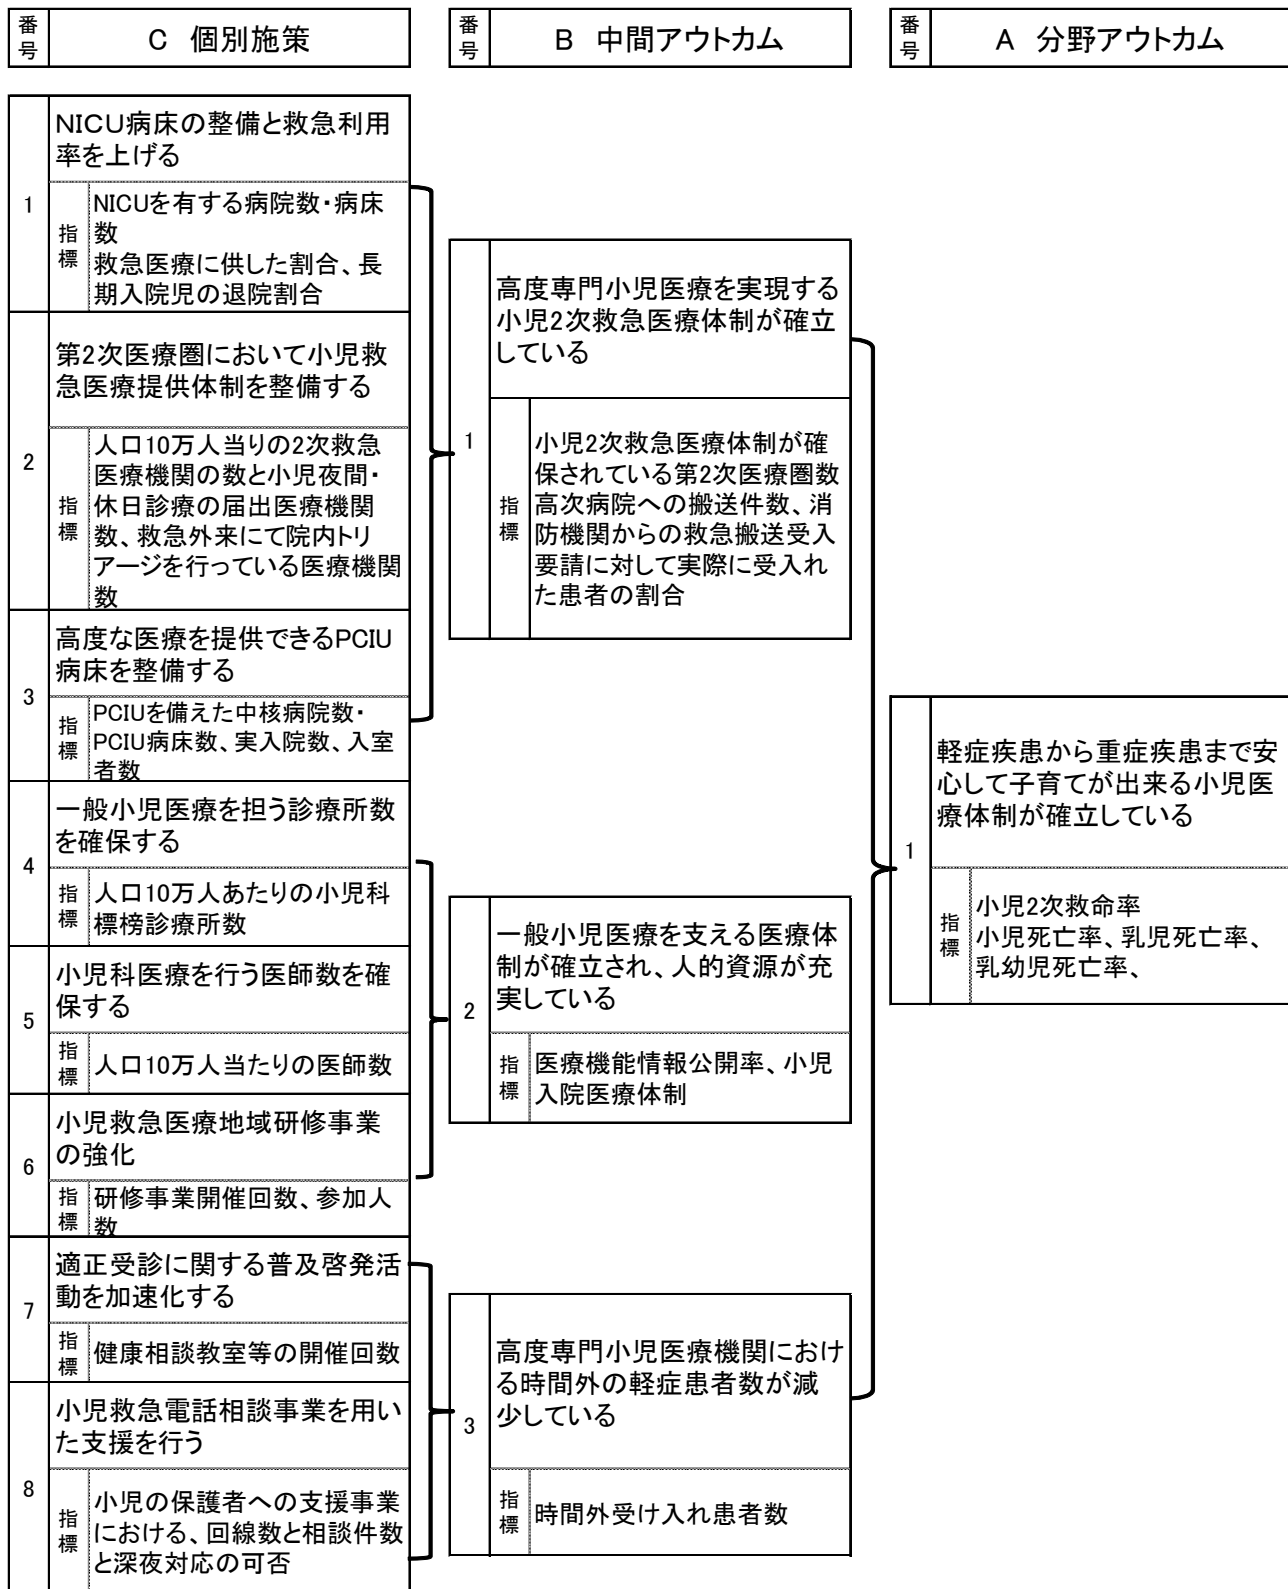 番号
C 個別施策
番号
B 中間アウトカム
番号
A 分野アウトカム
1
NICU病床の整備と救急利用
率を上げる
指標
NICUを有する病院数・病床
数
救急医療に供した割合、長
期入院児の退院割合
2
第2次医療圏において小児救
急医療提供体制を整備する
指標
人口10万人当りの2次救急
医療機関の数と小児夜間・
休日診療の届出医療機関
数、救急外来にて院内トリ
アージを行っている医療機関
数
3
高度な医療を提供できるPCIU
病床を整備する
指標
PCIUを備えた中核病院数・
PCIU病床数、実入院数、入室
者数
4
一般小児医療を担う診療所数
を確保する
指標
人口10万人あたりの小児科
標榜診療所数
5
小児科医療を行う医師数を確
保する
指標
人口10万人当たりの医師数
6
小児救急医療地域研修事業
の強化
指標
研修事業開催回数、参加人
数
7
適正受診に関する普及啓発活
動を加速化する
指標
健康相談教室等の開催回数
8
小児救急電話相談事業を用い
た支援を行う
指標
小児の保護者への支援事業
における、回線数と相談件数
と深夜対応の可否
1
高度専門小児医療を実現する
小児2次救急医療体制が確立
している
指標
小児2次救急医療体制が確
保されている第2次医療圏数
高次病院への搬送件数、消
防機関からの救急搬送受入
要請に対して実際に受入れ
た患者の割合
2
一般小児医療を支える医療体
制が確立され、人的資源が充
実している
指標
医療機能情報公開率、小児
入院医療体制
3
高度専門小児医療機関におけ
る時間外の軽症患者数が減
少している
指標
時間外受け入れ患者数
1
軽症疾患から重症疾患まで安
心して子育てが出来る小児医
療体制が確立している
指標
小児2次救命率
小児死亡率、乳児死亡率、
乳幼児死亡率、